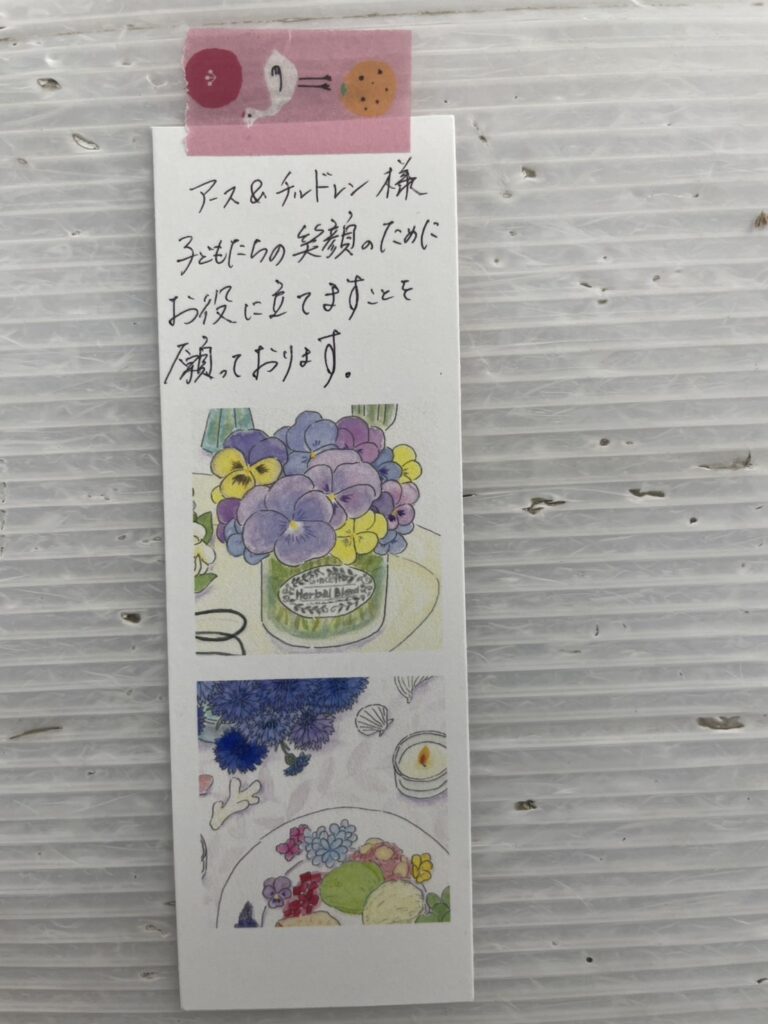 アース＆チルドレン様
子どもたちの笑顔のために
お役に立てますことを
願っております。
Herbal Blend